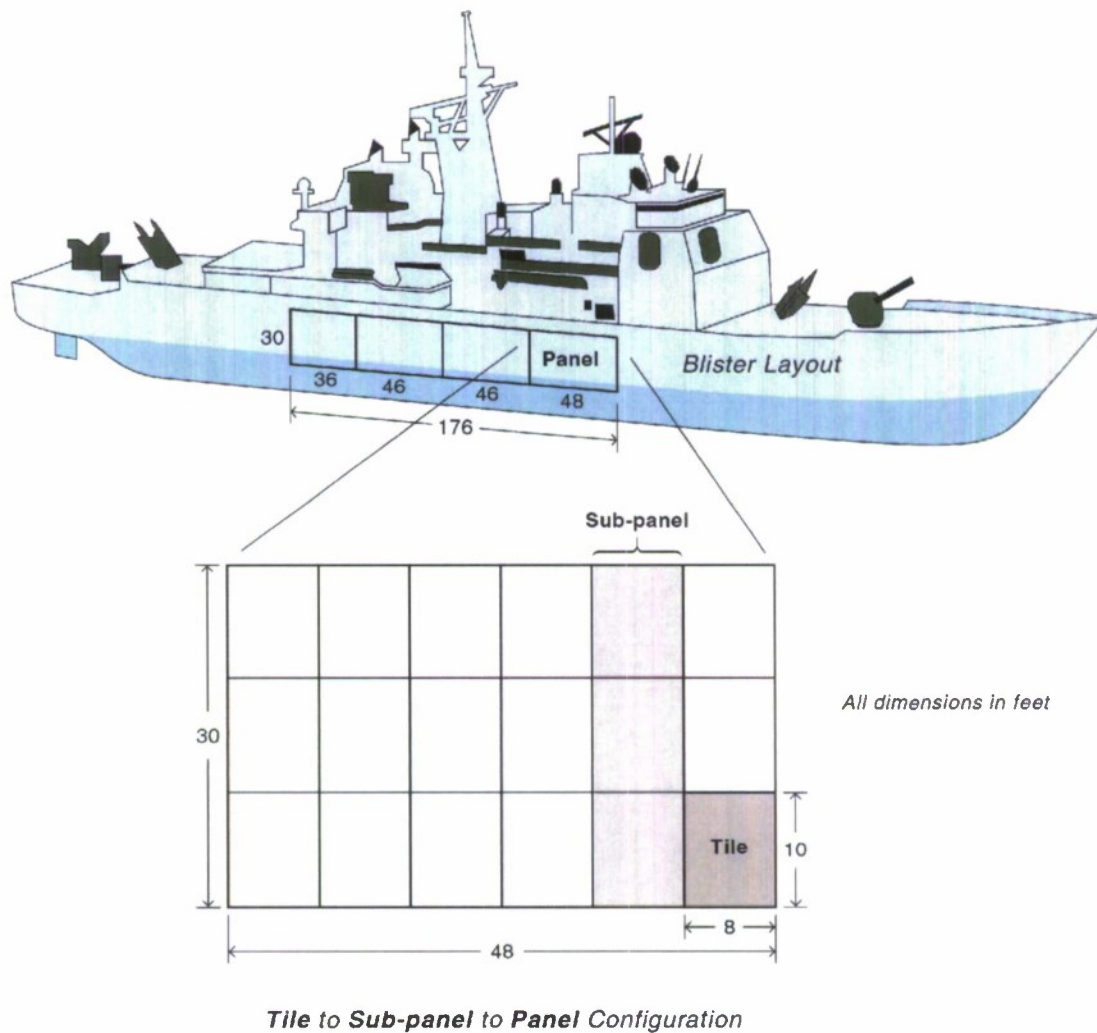 30
Panel
Blister Layout
36
46
46
48
176
Sub-panel
30
All dimensions in feet
Tile
10
8
48
Tile to Sub-panel to Panel Configuration